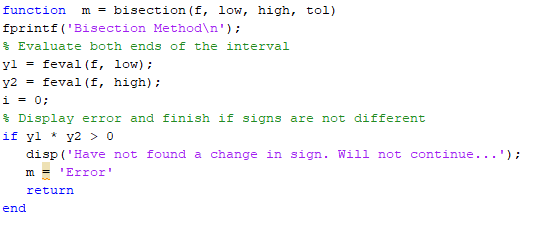 function  m = bisection(f, low, high, tol)
fprintf('Bisection Method\n');
% Evaluate both ends of the interval
y1 = feval(f, low);
y2 = feval(f, high);
i = 0;
% Display error and finish if signs are not different
if y1 * y2 > 0
   disp('Have not found a change in sign. Will not continue...');
   m = 'Error'
   return
end